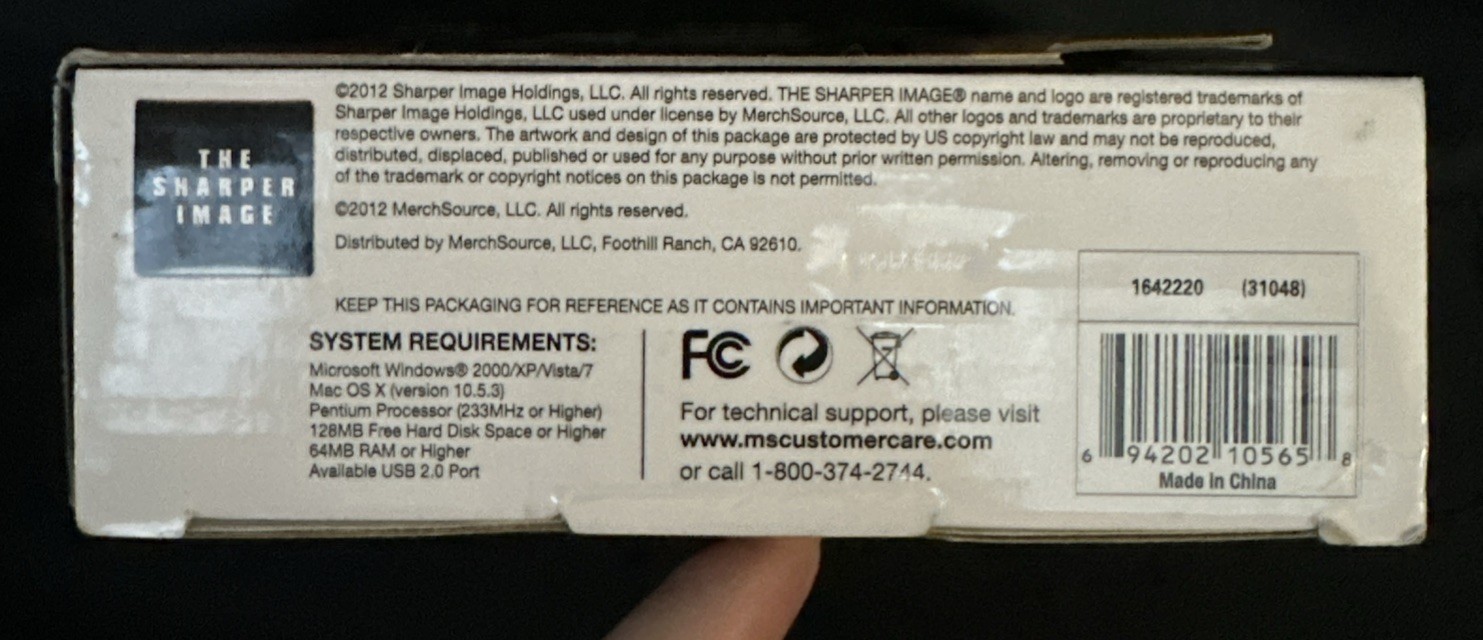 THE
SHARPER
IMAGE
©2012 Sharper Image Holdings, LLC. All rights reserved. THE SHARPER IMAGE® name and logo are registered trademarks of
Sharper Image Holdings, LLC used under license by MerchSource, LLC. All other logos and trademarks are proprietary to their
respective owners. The artwork and design of this package are protected by US copyright law and may not be reproduced,
distributed, displaced, published or used for any purpose without prior written permission. Altering, removing or reproducing any
of the trademark or copyright notices on this package is not permitted.
©2012 MerchSource, LLC. All rights reserved.
Distributed by MerchSource, LLC, Foothill Ranch, CA 92610.
KEEP THIS PACKAGING FOR REFERENCE AS IT CONTAINS IMPORTANT INFORMATION.
SYSTEM REQUIREMENTS:
Microsoft Windows® 2000/XP/Vista/7
Mac OS X (version 10.5.3)
Pentium Processor (233MHz or Higher)
128MB Free Hard Disk Space or Higher
64MB RAM or Higher
Available USB 2.0 Port
FC
For technical support, please visit
www.mscustomercare.com
or call 1-800-374-2744.
1642220 (31048)
6 94202 10565 8
Made in China